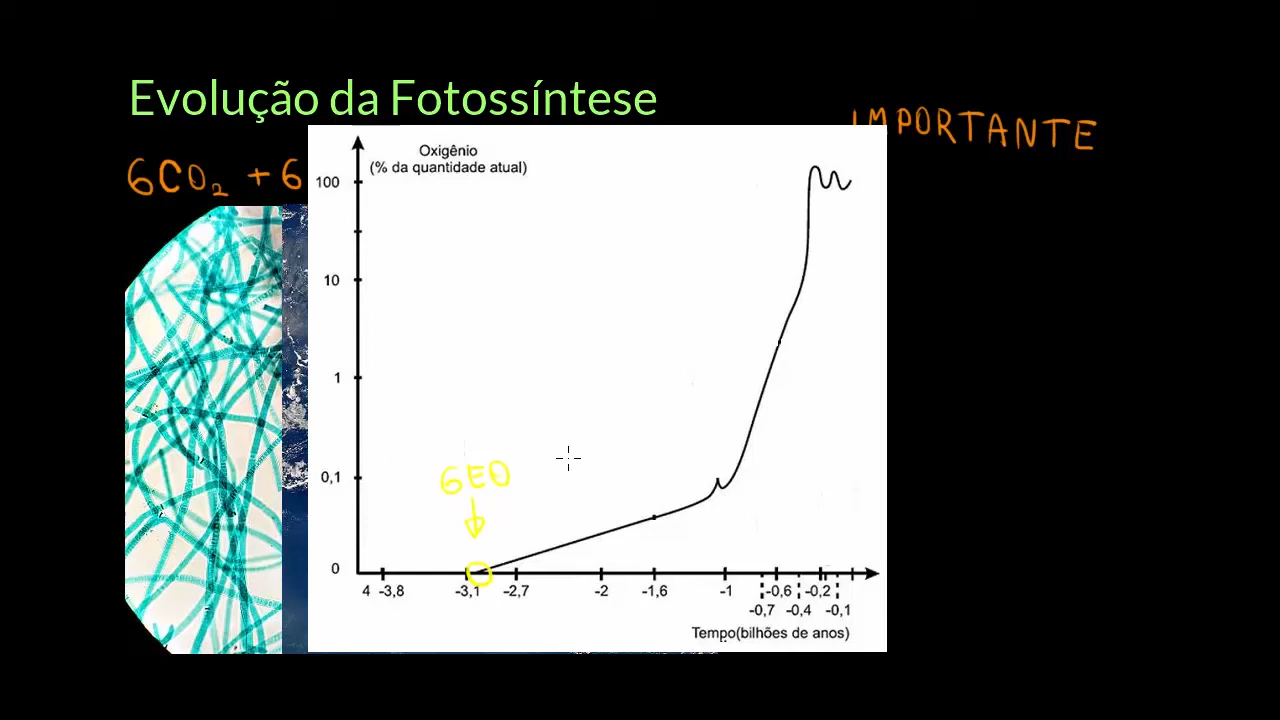 Evolução da Fotossíntese
IMPORTANTE
6CO₂ + 6
Oxigênio
(% da quantidade atual)
100
10
1
0,1
0
GEO
4 -3,8 -3,1 -2,7 -2 -1,6 -1 -0,6 -0,2
-0,7 -0,4 -0,1
Tempo(bilhões de anos)